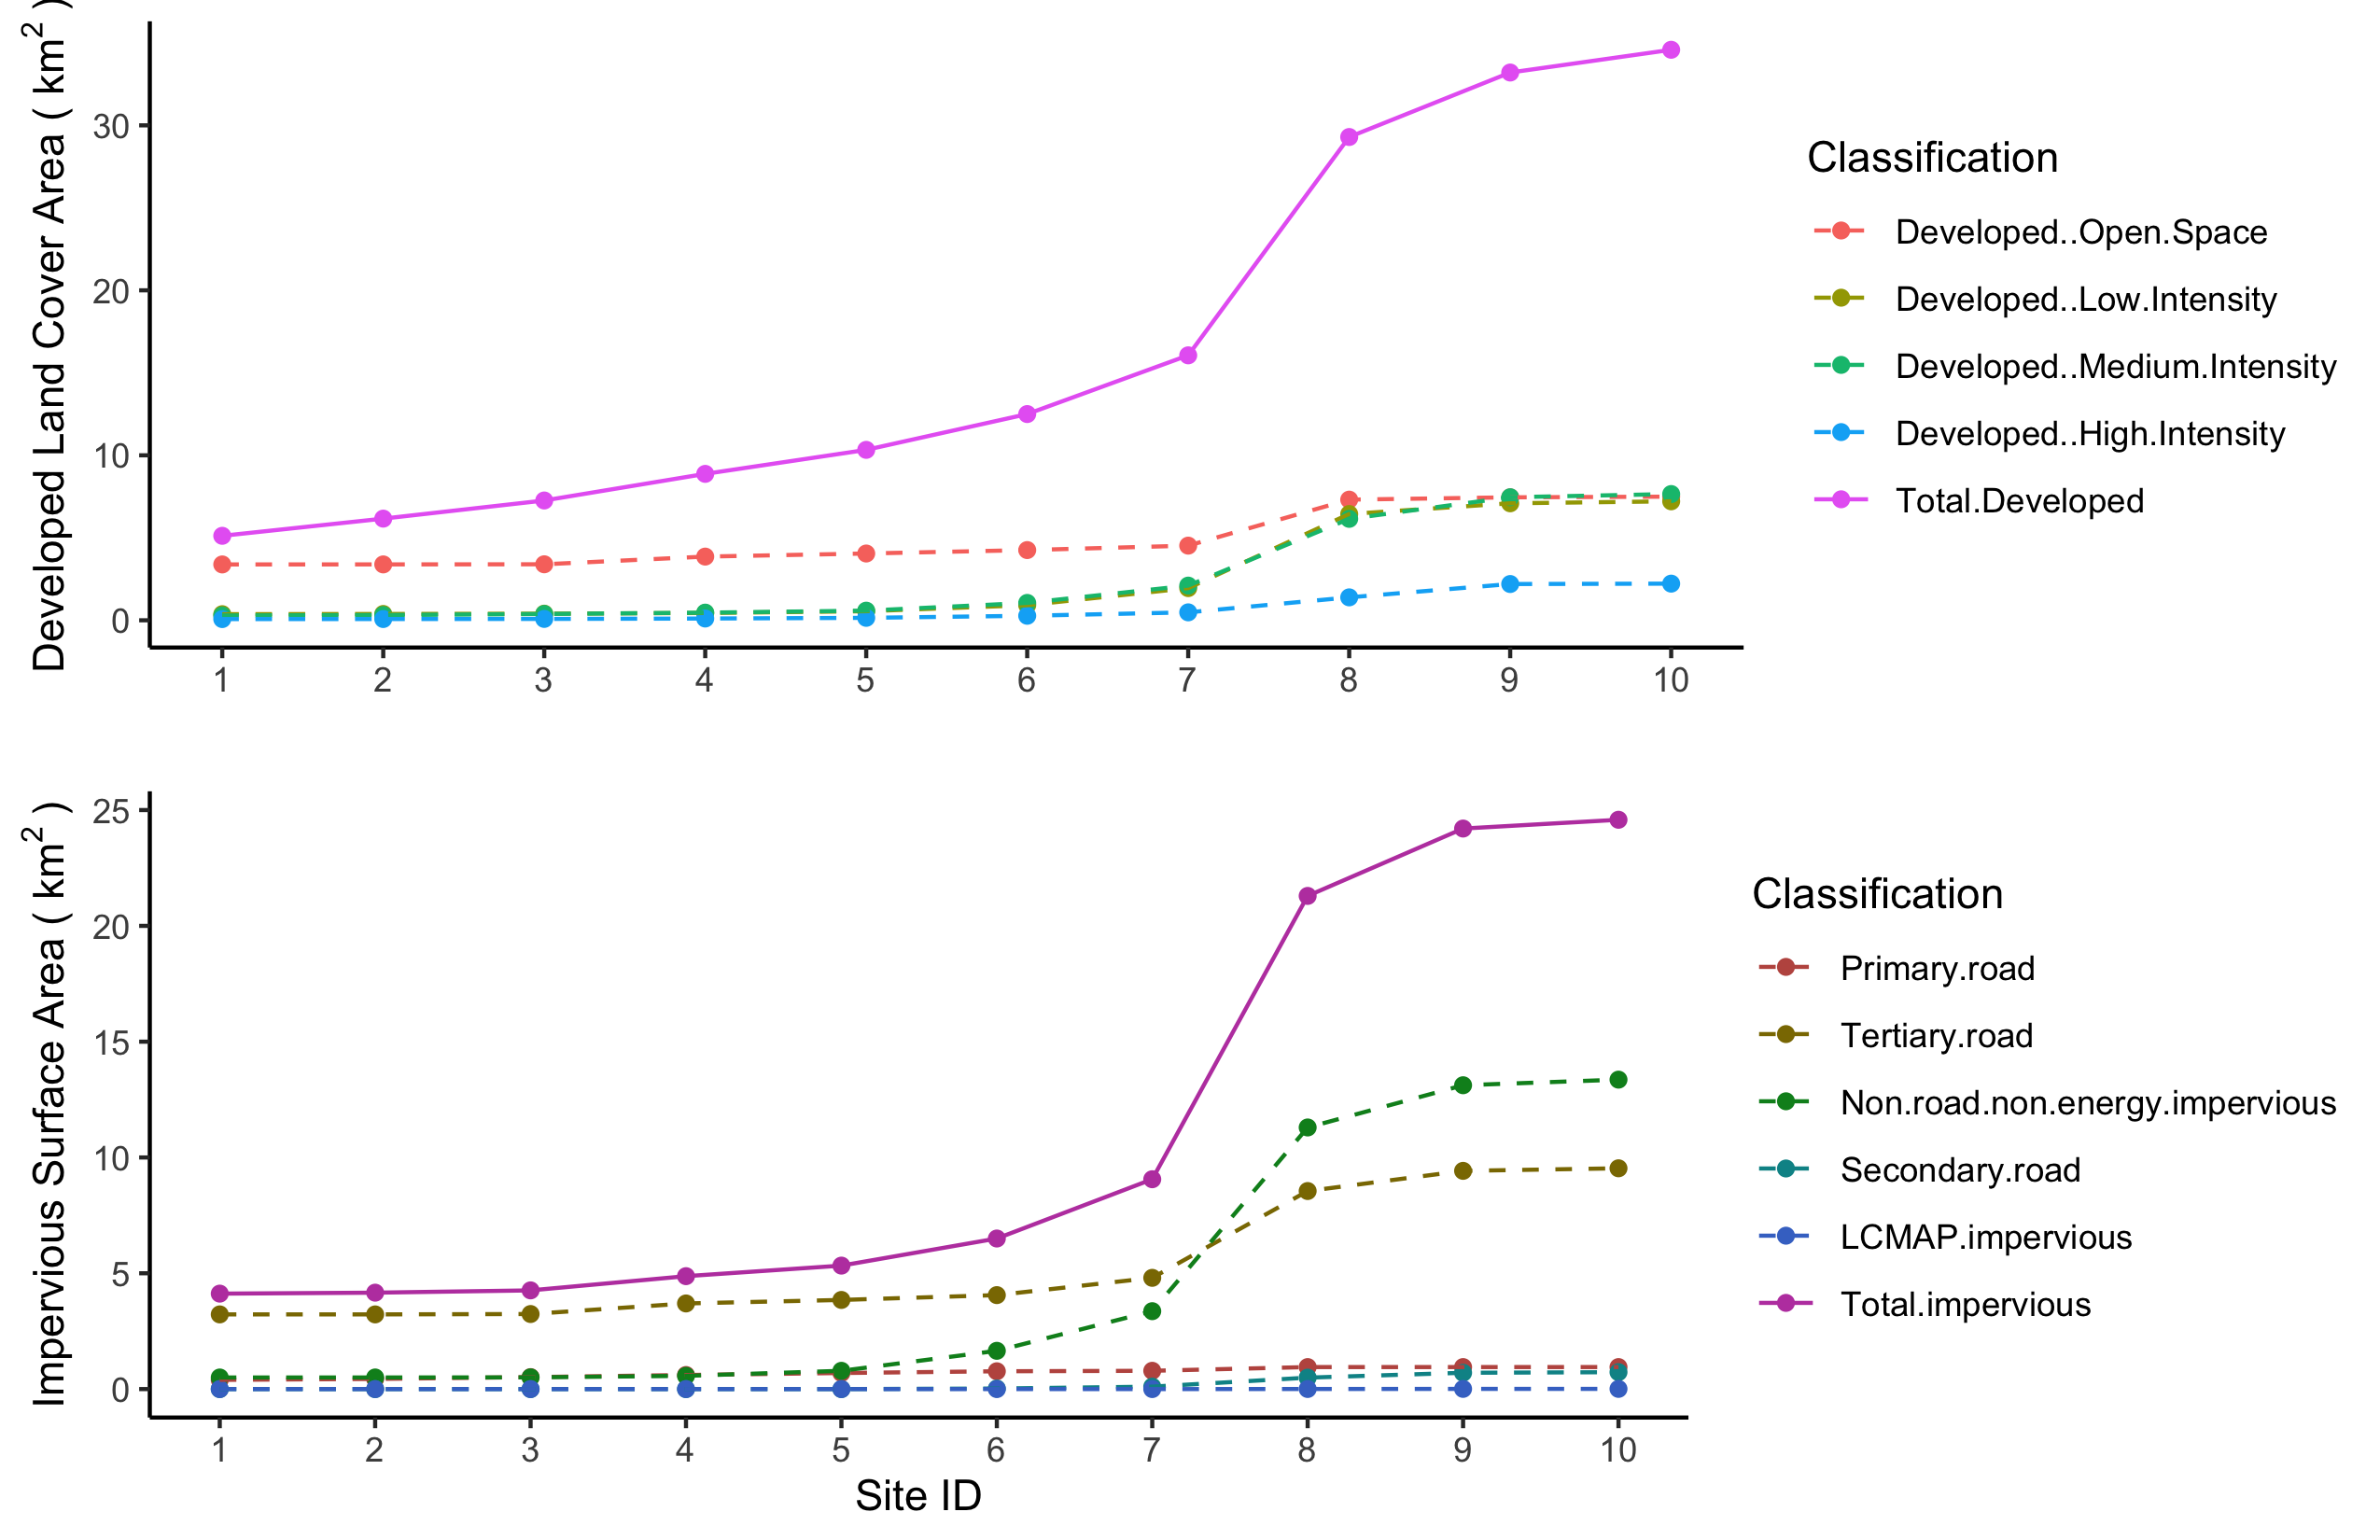 Developed Land Cover Area ( km2 )
30
20
10
0
1 2 3 4 5 6 7 8 9 10
Classification
Developed..Open.Space
Developed..Low.Intensity
Developed..Medium.Intensity
Developed..High.Intensity
Total.Developed
Impervious Surface Area ( km2 )
25
20
15
10
5
0
1 2 3 4 5 6 7 8 9 10
Site ID
Classification
Primary.road
Tertiary.road
Non.road.non.energy.impervious
Secondary.road
LCMAP.impervious
Total.impervious